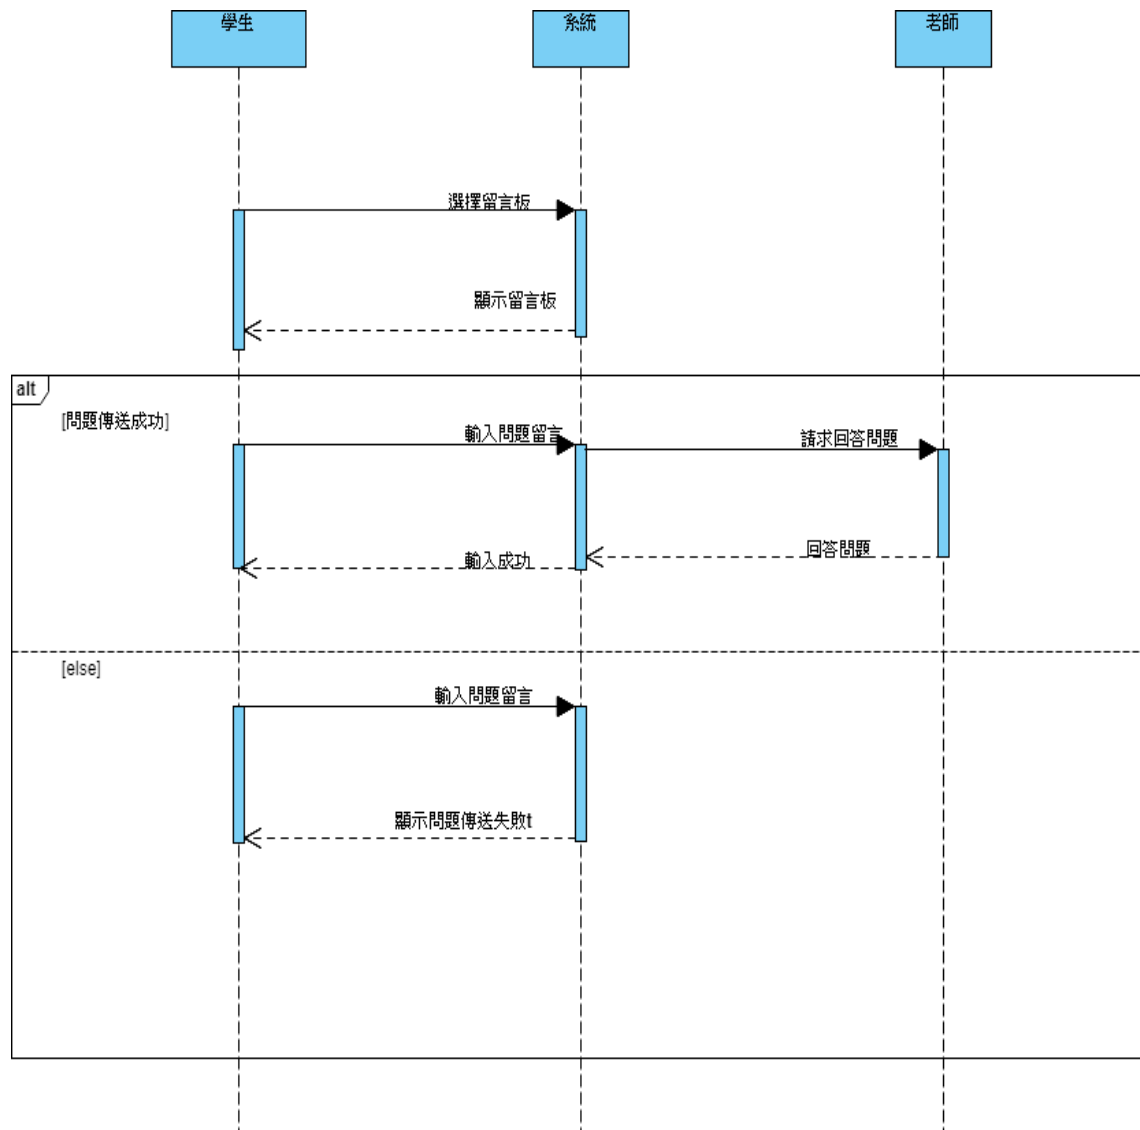 學生
系統
老師
選擇留言板
顯示留言板
alt
[問題傳送成功]
輸入問題留言
請求回答問題
回答問題
輸入成功
[else]
輸入問題留言
顯示問題傳送失敗t